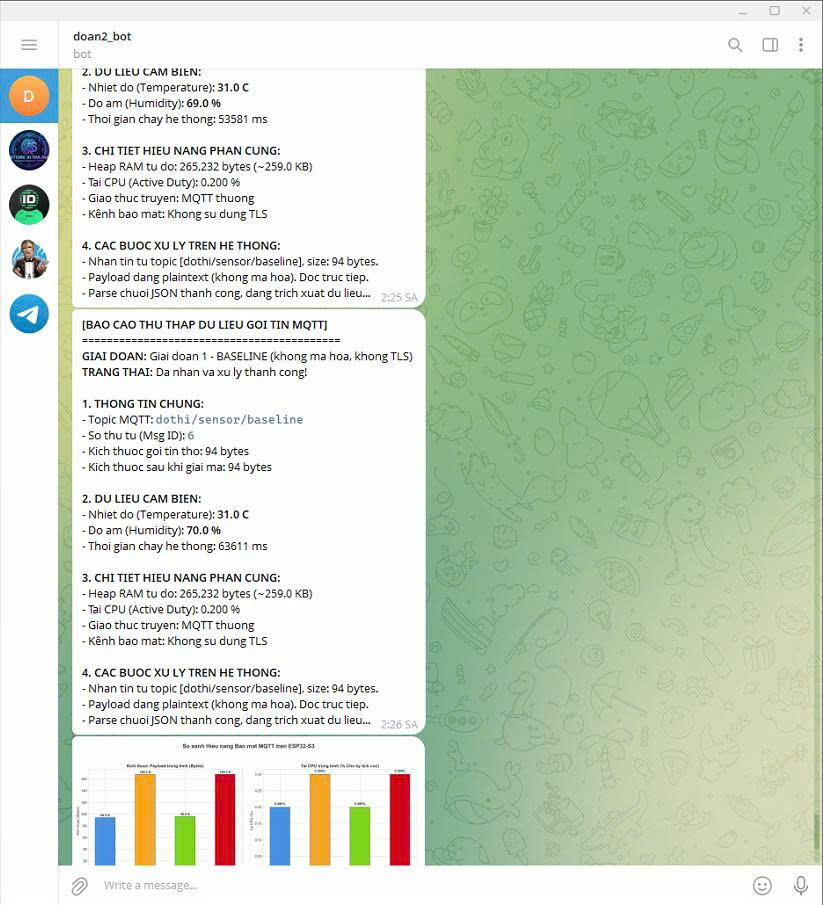 doan2_bot
bot
D
2. DU LIEU CAM BIEN:
- Nhiet do (Temperature): 31.0 C
- Do am (Humidity): 69.0 %
- Thoi gian chay he thong: 53581 ms
3. CHI TIET HIEU NANG PHAN CUNG:
- Heap RAM tu do: 265,232 bytes (~259.0 KB)
- Tai CPU (Active Duty): 0.200 %
- Giao thuc truyen: MQTT thuong
- Kênh bao mat: Khong su dung TLS
4. CAC BUOC XU LY TREN HE THONG:
- Nhan tin tu topic [dothi/sensor/baseline], size: 94 bytes.
- Payload dang plaintext (khong ma hoa). Doc truc tiep.
- Parse chuoi JSON thanh cong, dang trich xuat du lieu...
2:25 SA
[BAO CAO THU THAP DU LIEU GOI TIN MQTT]
==========================================
GIAI DOAN: Giai doan 1 - BASELINE (khong ma hoa, khong TLS)
TRANG THAI: Da nhan va xu ly thanh cong!
1. THONG TIN CHUNG:
- Topic MQTT: dothi/sensor/baseline
- So thu tu (Msg ID): 6
- Kich thuoc goi tin tho: 94 bytes
- Kich thuoc sau khi giai ma: 94 bytes
2. DU LIEU CAM BIEN:
- Nhiet do (Temperature): 31.0 C
- Do am (Humidity): 70.0 %
- Thoi gian chay he thong: 63611 ms
3. CHI TIET HIEU NANG PHAN CUNG:
- Heap RAM tu do: 265,232 bytes (~259.0 KB)
- Tai CPU (Active Duty): 0.200 %
- Giao thuc truyen: MQTT thuong
- Kênh bao mat: Khong su dung TLS
4. CAC BUOC XU LY TREN HE THONG:
- Nhan tin tu topic [dothi/sensor/baseline], size: 94 bytes.
- Payload dang plaintext (khong ma hoa). Doc truc tiep.
- Parse chuoi JSON thanh cong, dang trich xuat du lieu...
2:26 SA
So sanh Hieu nang Bao mat MQTT tren ESP32-S3
Kich thuoc Payload trung binh (Bytes)
Tai CPU trung binh (% Chu ky tich cuc)
Write a message...